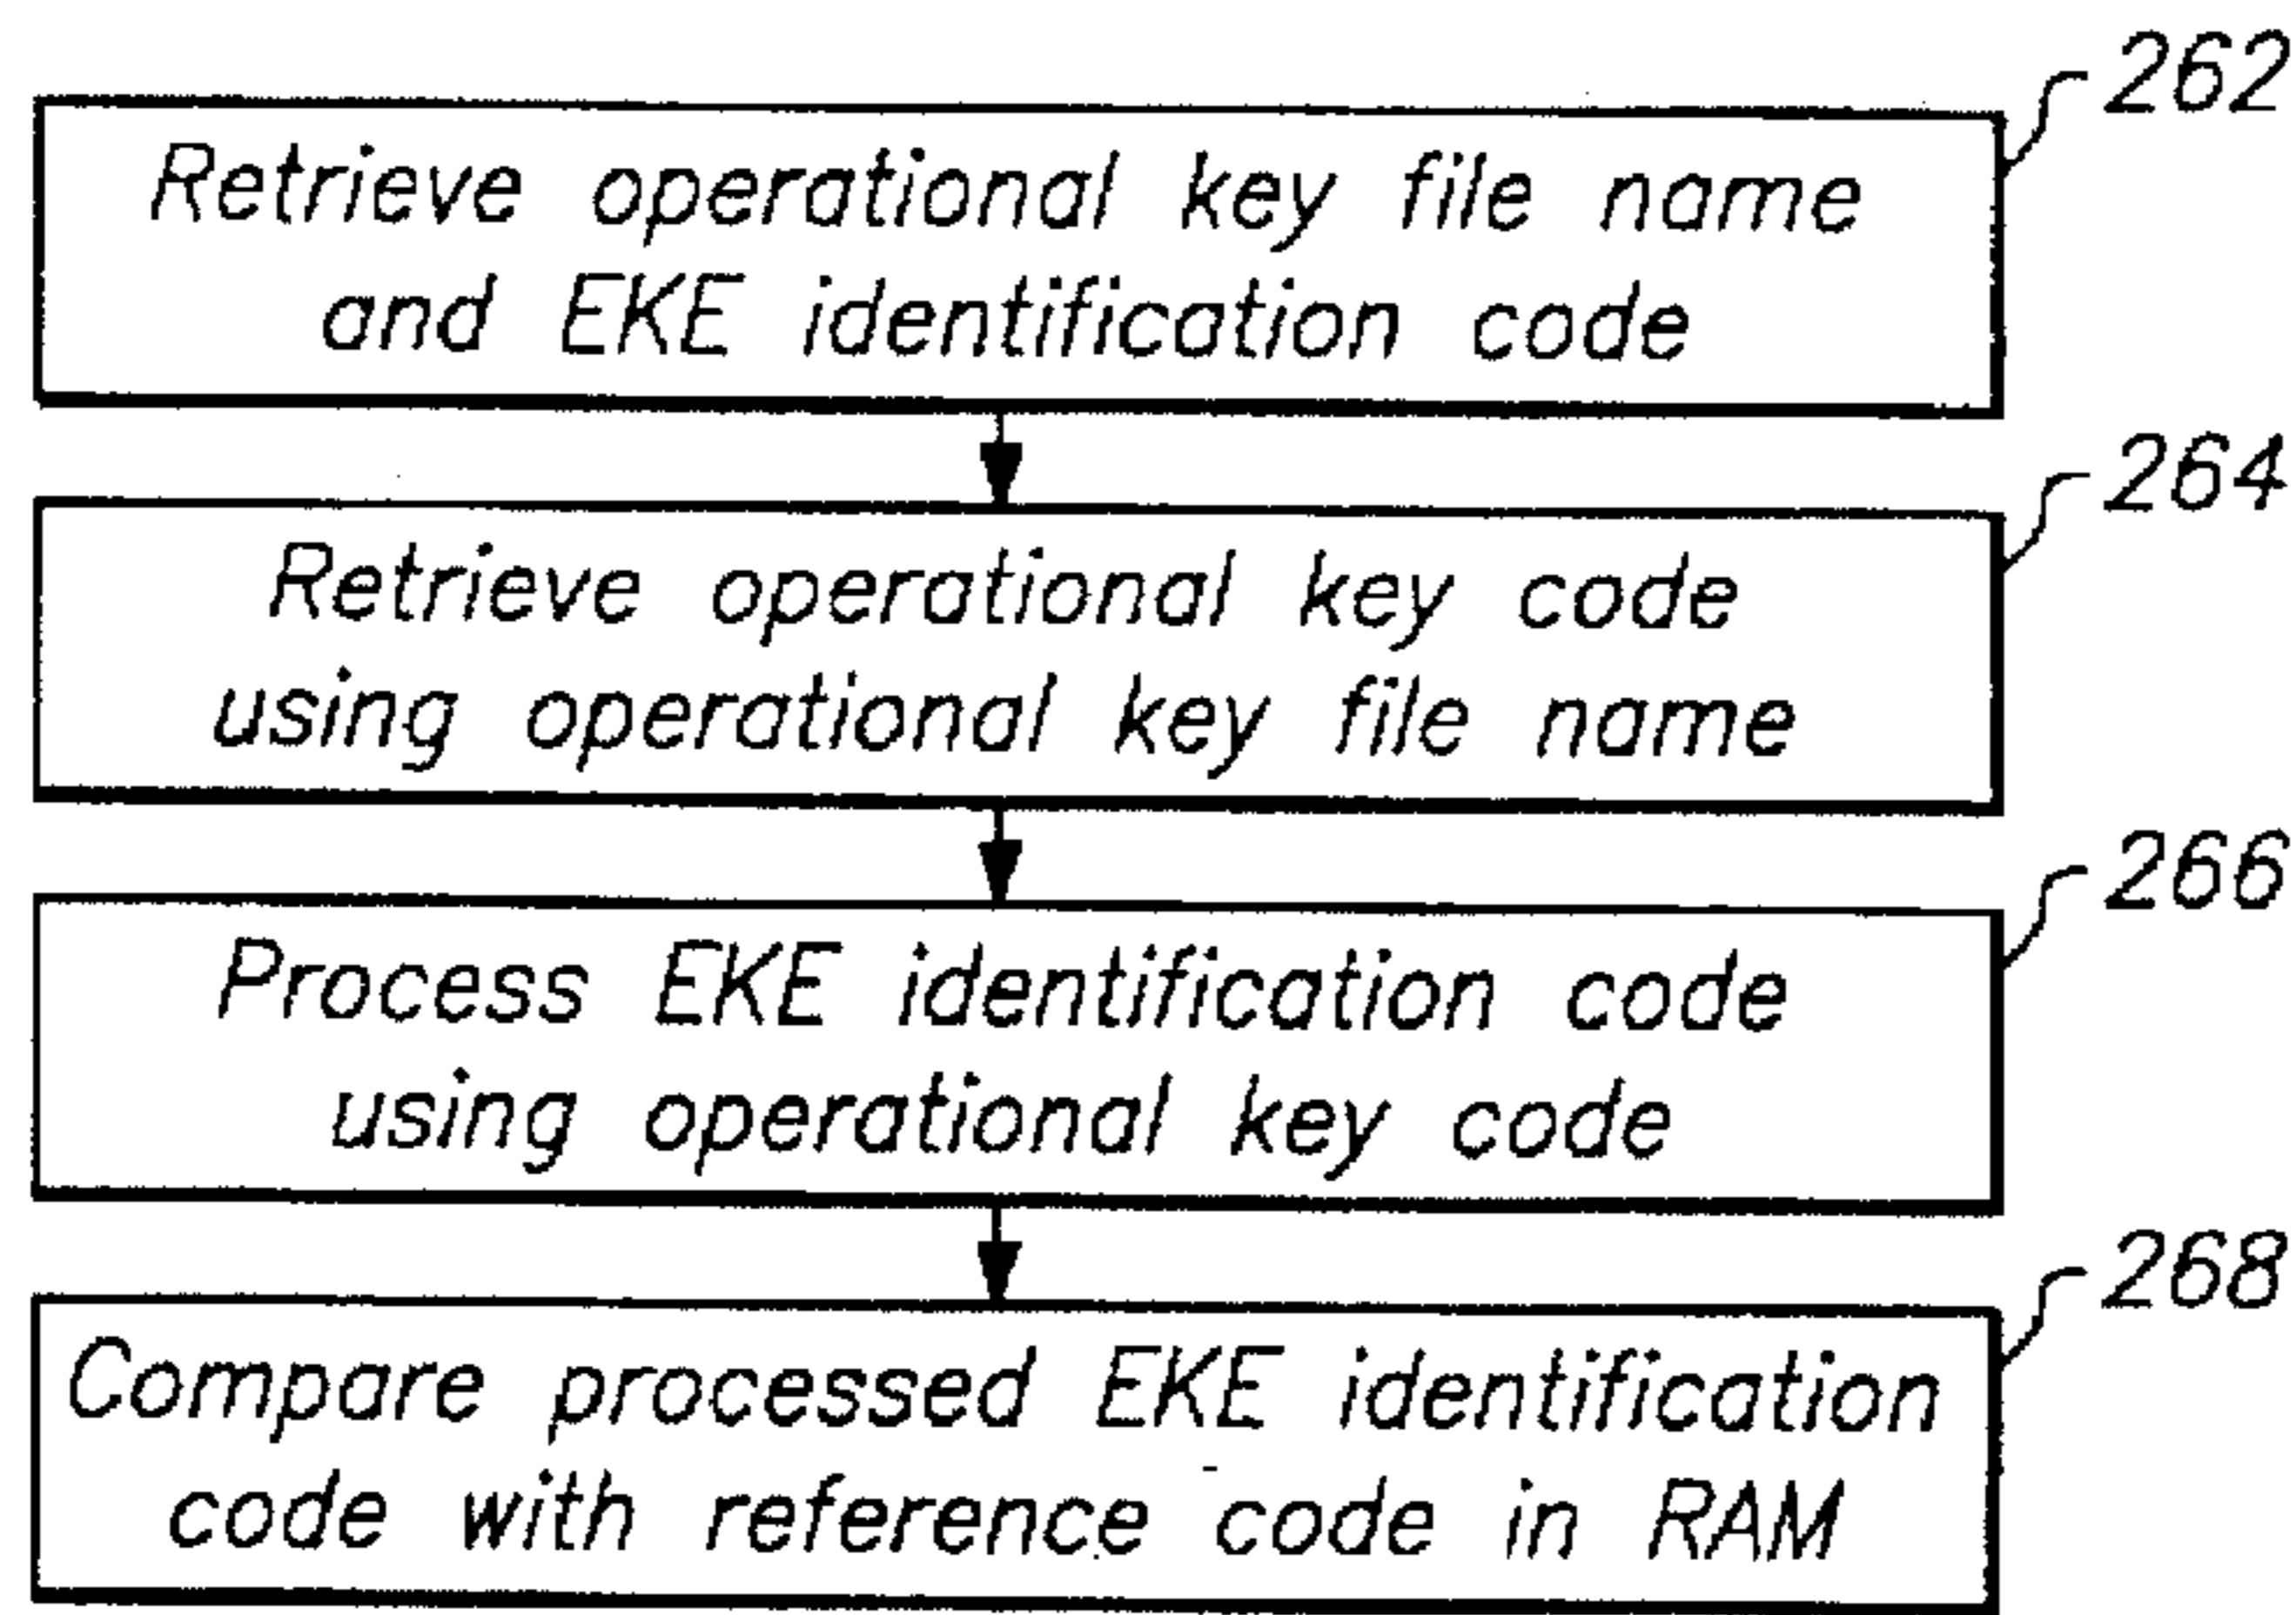 262
Retrieve operational key file name
and EKE identification code
264
Retrieve operational key code
using operational key file name
266
Process EKE identification code
using operational key code
268
Compare processed EKE identification
code with reference code in RAM